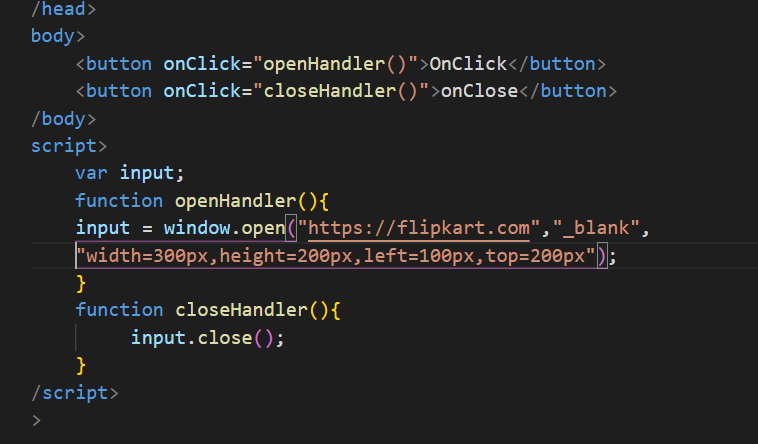 /head>
body>
    <button onClick="openHandler()">OnClick</button>
    <button onClick="closeHandler()">onClose</button>
/body>
script>
    var input;
    function openHandler(){
    input = window.open("https://flipkart.com","_blank",
    "width=300px,height=200px,left=100px,top=200px");
    }
    function closeHandler(){
         input.close();
    }
/script>
>